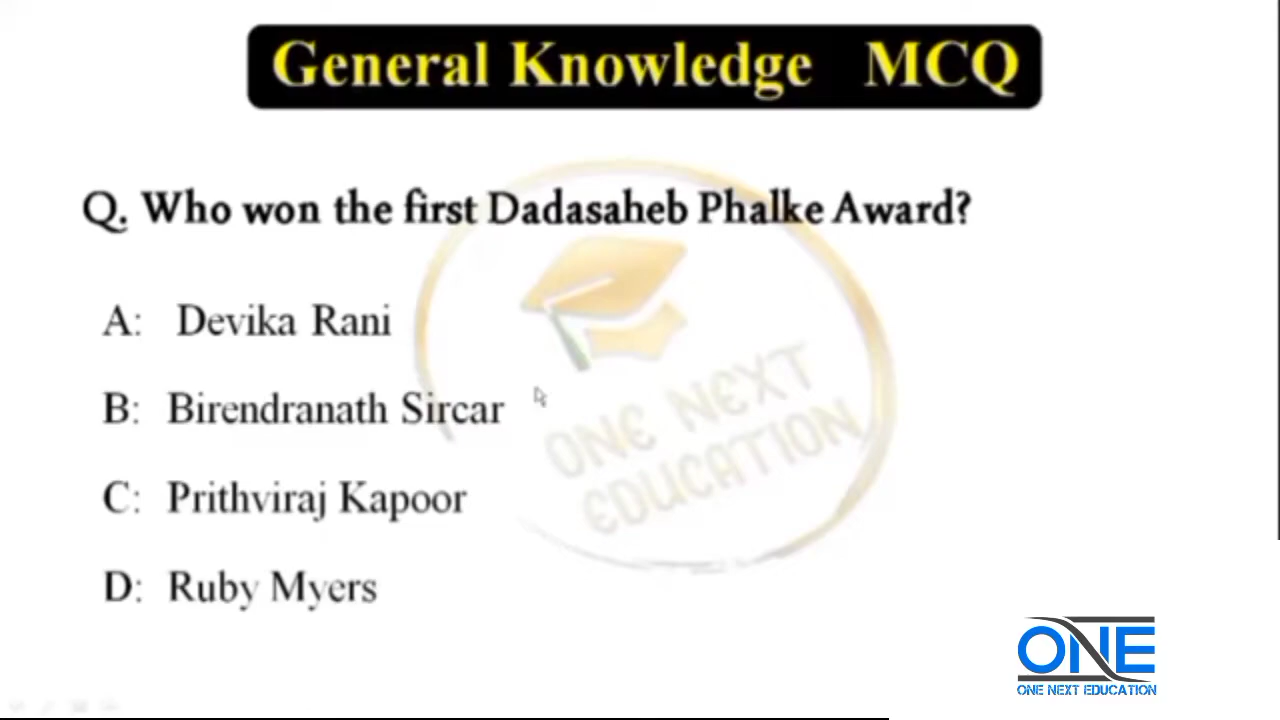 General Knowledge MCQ
Q. Who won the first Dadasaheb Phalke Award?
A: Devika Rani
B: Birendranath Sircar
C: Prithviraj Kapoor
D: Ruby Myers
ONE NEXT
EDUCATION
ONE
ONE NEXT EDUCATION